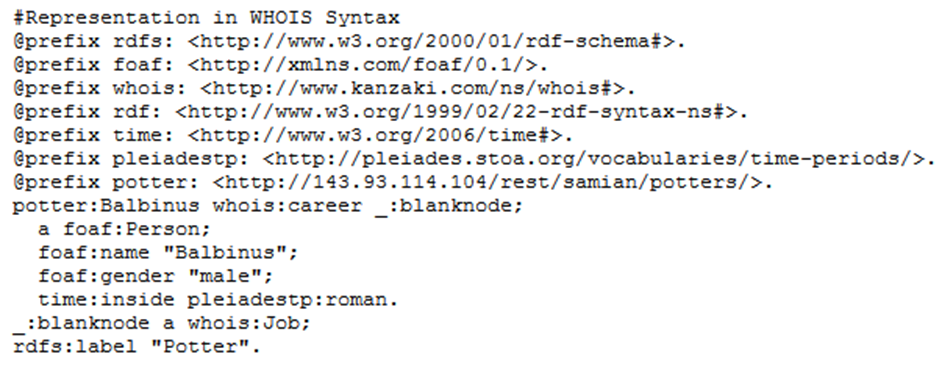 #Representation in WHOIS Syntax
@prefix rdfs: <http://www.w3.org/2000/01/rdf-schema#>.
@prefix foaf: <http://xmlns.com/foaf/0.1/>.
@prefix whois: <http://www.kanzaki.com/ns/whois#>.
@prefix rdf: <http://www.w3.org/1999/02/22-rdf-syntax-ns#>.
@prefix time: <http://www.w3.org/2006/time#>.
@prefix pleiadestp: <http://pleiades.stoa.org/vocabularies/time-periods/>.
@prefix potter: <http://143.93.114.104/rest/samian/potters/>.
potter:Balbinus whois:career _:blanknode;
  a foaf:Person;
  foaf:name "Balbinus";
  foaf:gender "male";
  time:inside pleiadestp:roman.
_:blanknode a whois:Job;
rdfs:label "Potter".